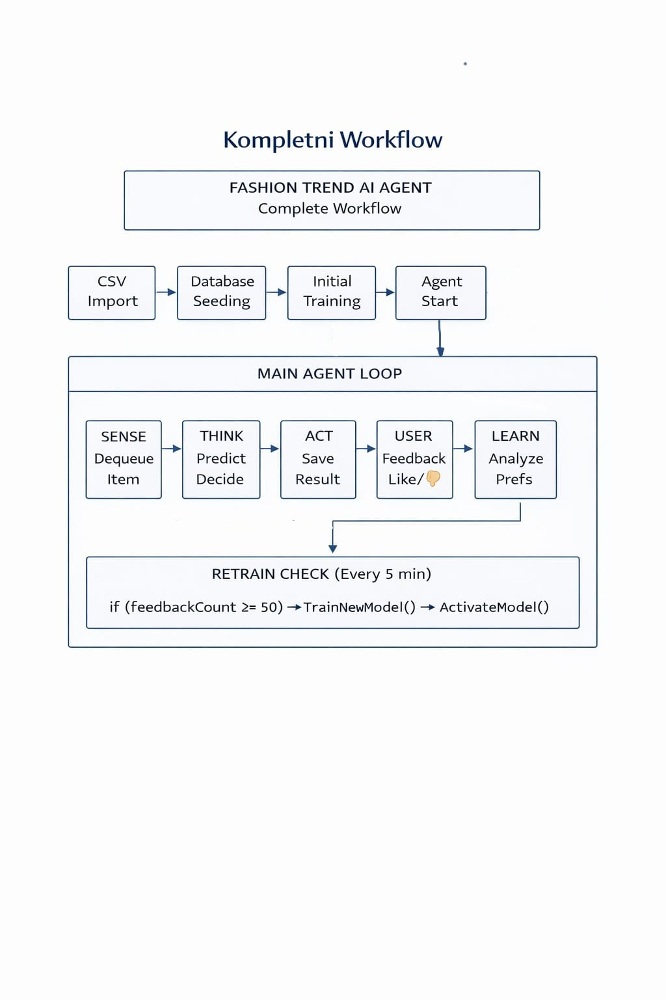 Kompletni Workflow
FASHION TREND AI AGENT
Complete Workflow
CSV
Import
Database
Seeding
Initial
Training
Agent
Start
MAIN AGENT LOOP
SENSE
Dequeue
Item
THINK
Predict
Decide
ACT
Save
Result
USER
Feedback
Like/👎
LEARN
Analyze
Prefs
RETRAIN CHECK (Every 5 min)
if (feedbackCount ≥= 50) → TrainNewModel() → ActivateModel()